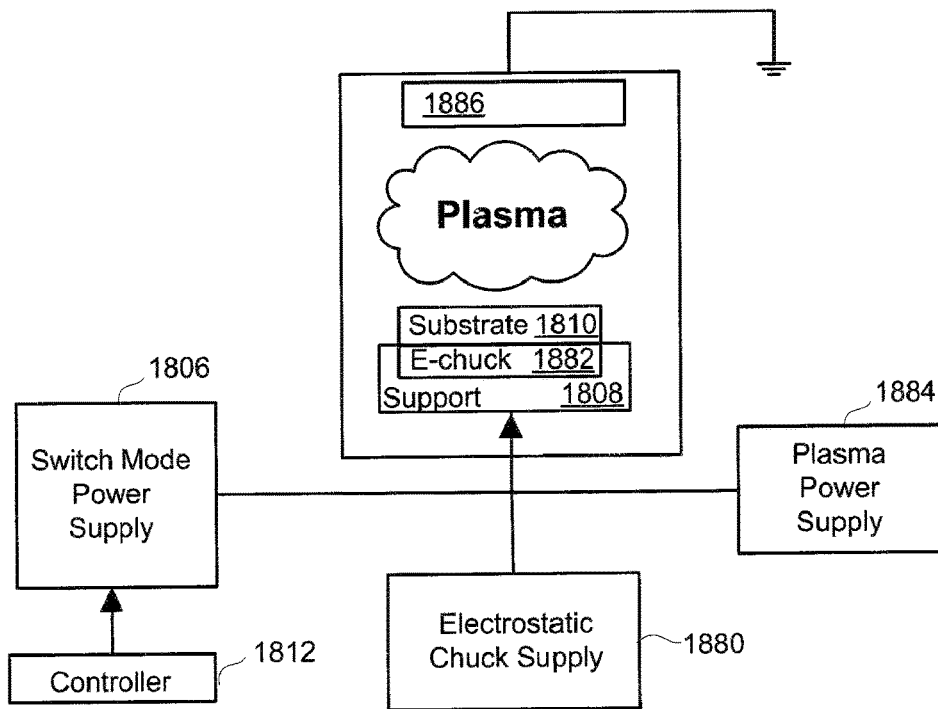 1886
Plasma
Substrate 1810
E-chuck 1882
Support 1808
1806
Switch Mode
Power
Supply
1884
Plasma
Power
Supply
Electrostatic
Chuck Supply
1880
Controller
1812